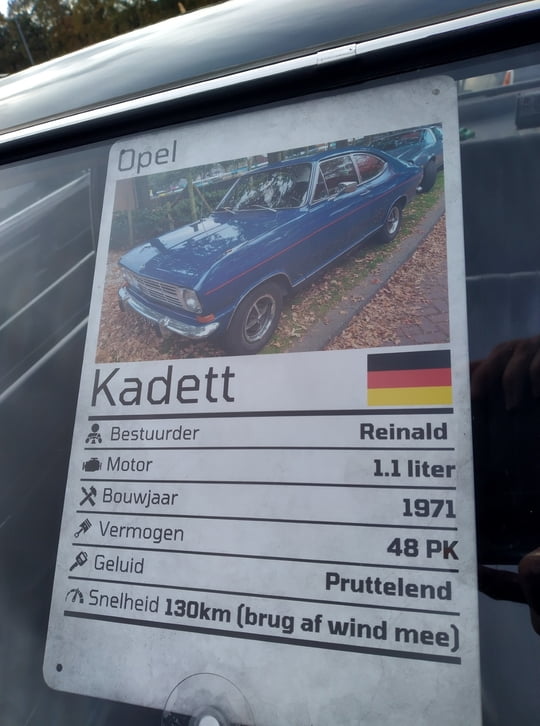 Opel
Kadett
Bestuurder Reinald
Motor 1.1 liter
Bouwjaar 1971
Vermogen 48 PK
Geluid Pruttelend
Snelheid 130km (brug af wind mee)